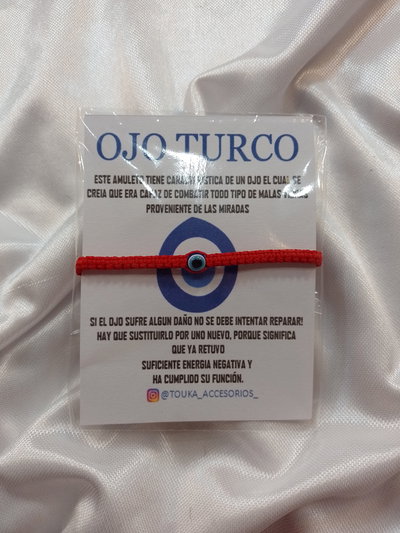 OJO TURCO
ESTE AMULETO TIENE CARACTERÍSTICA DE UN OJO EL CUAL SE
CREIA QUE ERA CAPAZ DE COMBATIR TODO TIPO DE MALAS
PROVENIENTE DE LAS MIRADAS
SI EL OJO SUFRE ALGUN DAÑO NO SE DEBE INTENTAR REPARAR!
HAY QUE SUSTITUIRLO POR UNO NUEVO, PORQUE SIGNIFICA
QUE YA RETUVO
SUFICIENTE ENERGIA NEGATIVA Y
HA CUMPLIDO SU FUNCIÓN.
@TOUKA_ACCESORIOS_